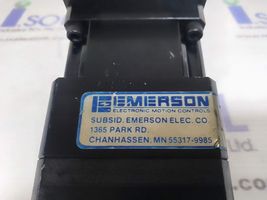 EMERSON
ELECTRONIC MOTION CONTROLS
SUBSID. EMERSON ELEC. CO.
1365 PARK RD.
CHANHASSEN, MN 55317-9985